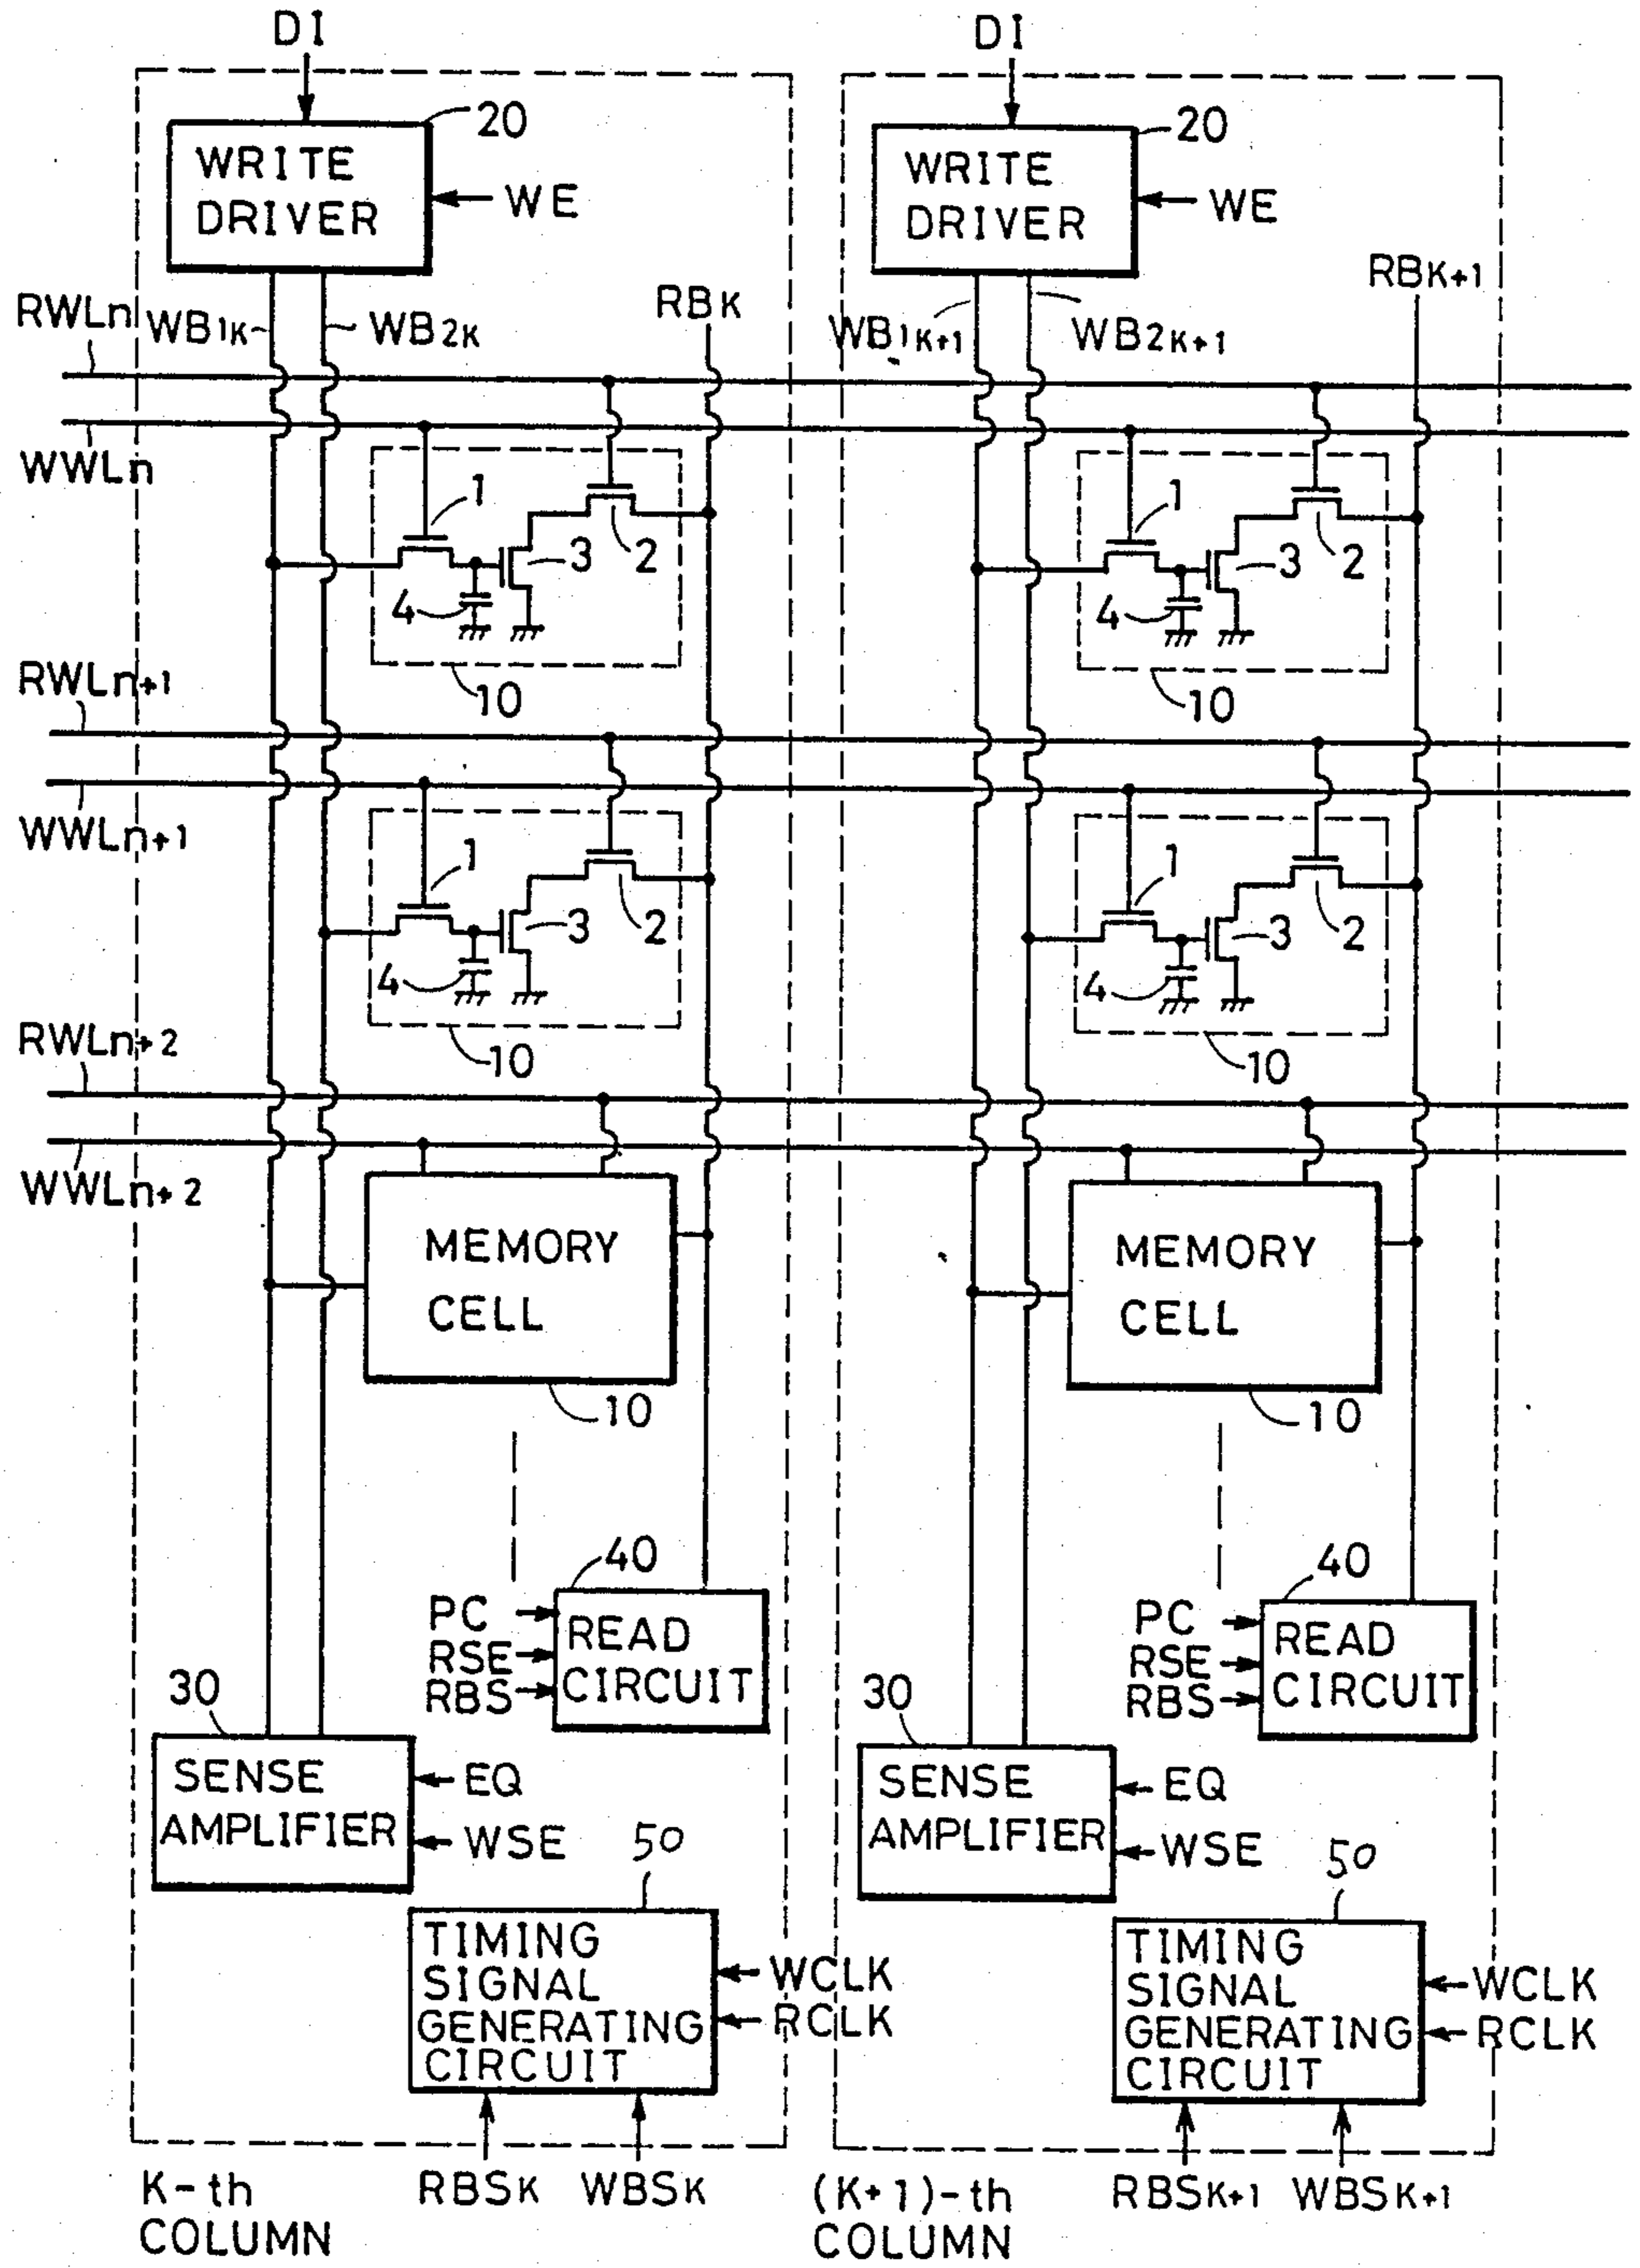 DI DI
20 20
WRITE DRIVER WRITE DRIVER
WE WE
RWLn WB1K WB2K RBK WB1K+1 WB2K+1 RBK+1
WWLn
1 2 3 4 1 2 3 4
10 10
RWLn+1
WWLn+1
1 2 3 4 1 2 3 4
10 10
RWLn+2
WWLn+2
MEMORY CELL MEMORY CELL
10 10
40 40
PC PC
RSE RSE
RBS RBS
READ CIRCUIT READ CIRCUIT
30 30
SENSE AMPLIFIER SENSE AMPLIFIER
EQ EQ
WSE WSE
50 50
TIMING SIGNAL GENERATING CIRCUIT TIMING SIGNAL GENERATING CIRCUIT
WCLK WCLK
RCLK RCLK
RBSK WBSK RBSK+1 WBSK+1
K-th COLUMN (K+1)-th COLUMN